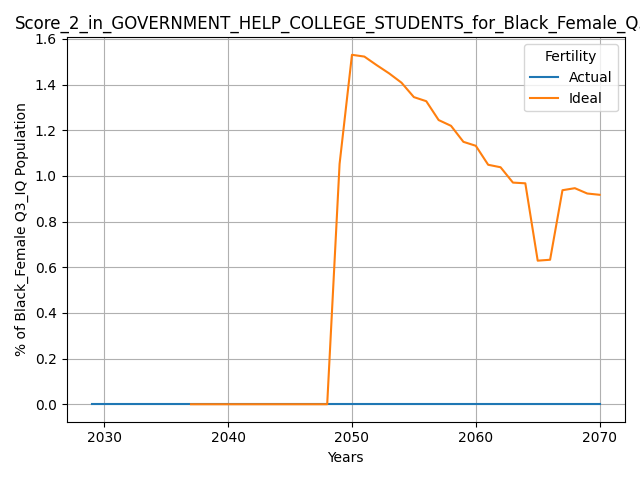 Score_2_in_GOVERNMENT_HELP_COLLEGE_STUDENTS_for_Black_Female_Q
1.6
1.4
1.2
1.0
0.8
0.6
0.4
0.2
0.0
% of Black_Female Q3_IQ Population
Fertility
Actual
Ideal
2030 2040 2050 2060 2070
Years